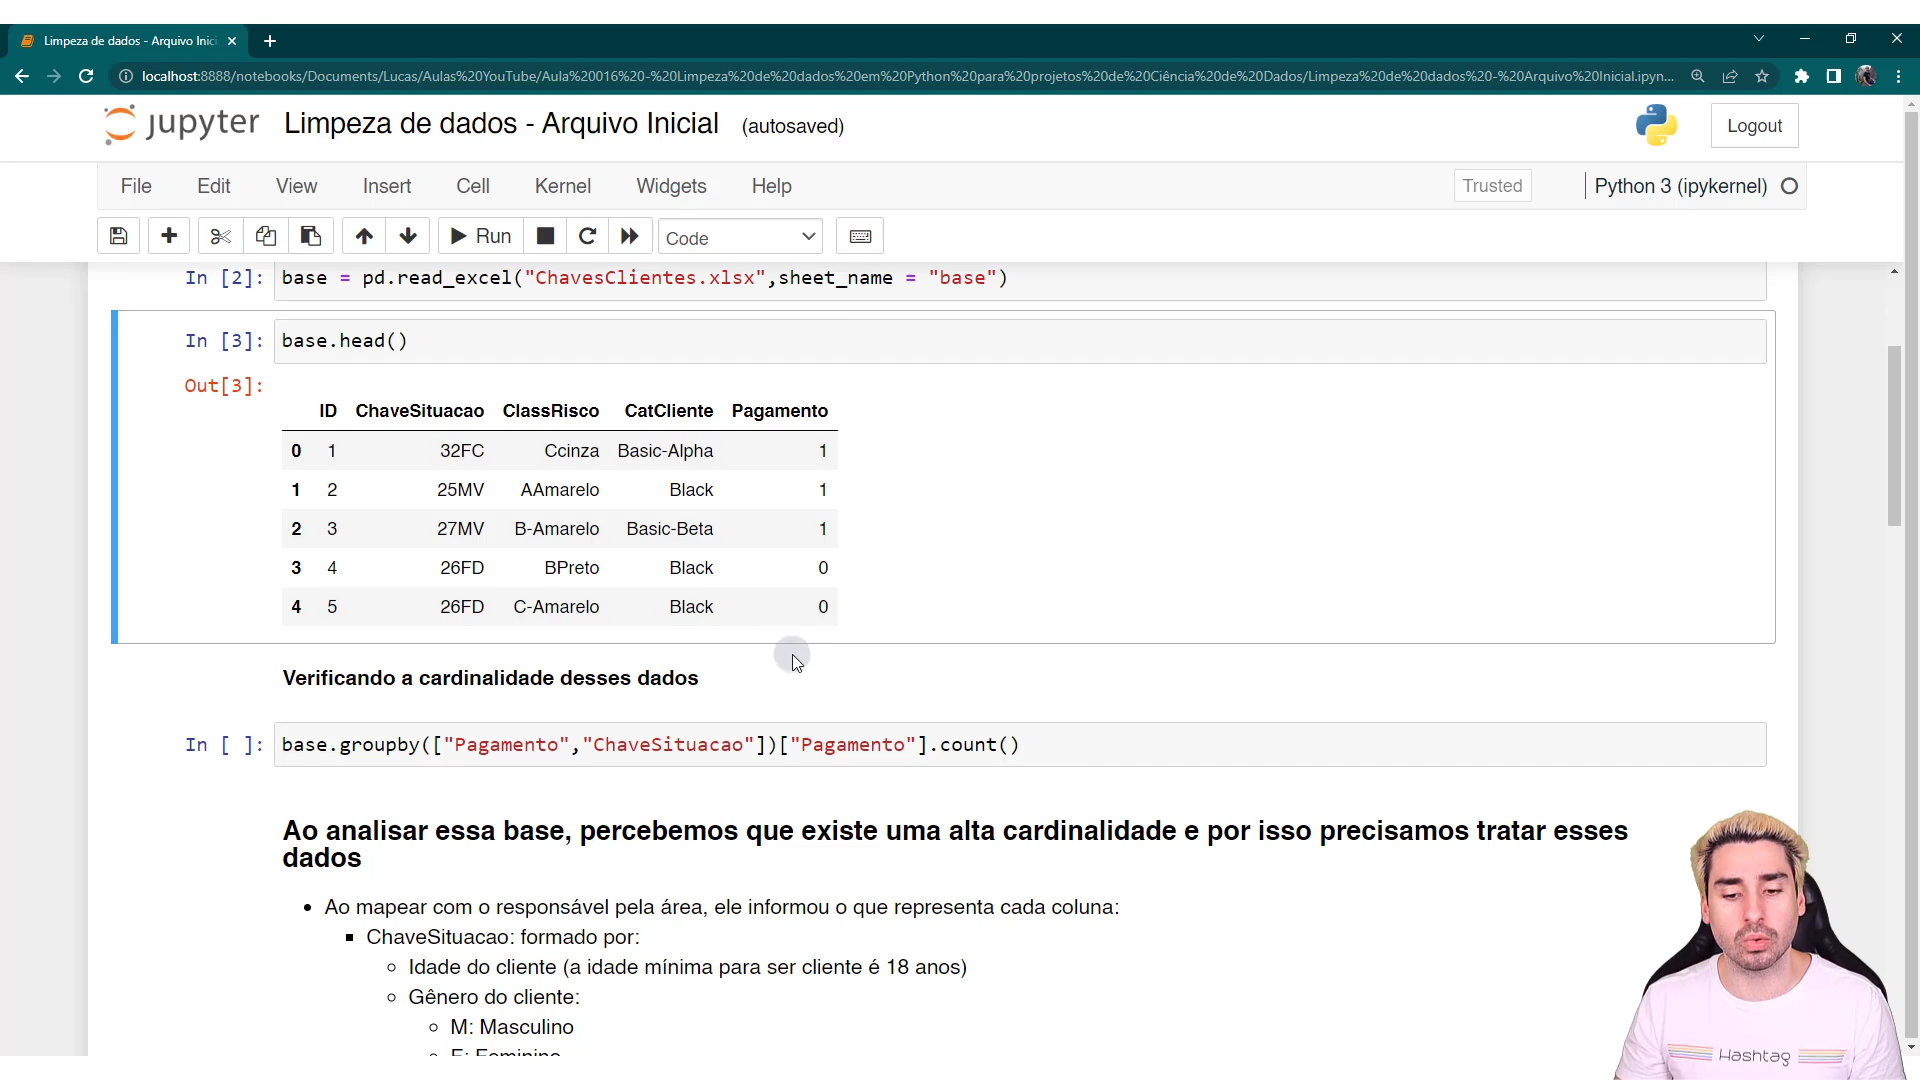 Limpeza de dados - Arquivo Inici
localhost:8888/notebooks/Documents/Lucas/Aulas%20YouTube/Aula%20016%20-%20Limpeza%20de%20dados%20em%20Python%20para%20projetos%20de%20Ciência%20de%20Dados/Limpeza%20de%20dados%20-%20Arquivo%20Inicial.ipyn...
jupyter Limpeza de dados - Arquivo Inicial (autosaved)
Logout
File Edit View Insert Cell Kernel Widgets Help
Trusted Python 3 (ipykernel)
Run Code
In [2]: base = pd.read_excel("ChavesClientes.xlsx",sheet_name = "base")
In [3]: base.head()
Out[3]:
ID ChaveSituacao ClassRisco CatCliente Pagamento
0 1 32FC Ccinza Basic-Alpha 1
1 2 25MV AAmarelo Black 1
2 3 27MV B-Amarelo Basic-Beta 1
3 4 26FD BPreto Black 0
4 5 26FD C-Amarelo Black 0
Verificando a cardinalidade desses dados
In [ ]: base.groupby(["Pagamento","ChaveSituacao"])["Pagamento"].count()
Ao analisar essa base, percebemos que existe uma alta cardinalidade e por isso precisamos tratar esses
dados
• Ao mapear com o responsável pela área, ele informou o que representa cada coluna:
▪ ChaveSituacao: formado por:
◦ Idade do cliente (a idade mínima para ser cliente é 18 anos)
◦ Gênero do cliente:
◦ M: Masculino
◦ F: Feminino
Hashtag